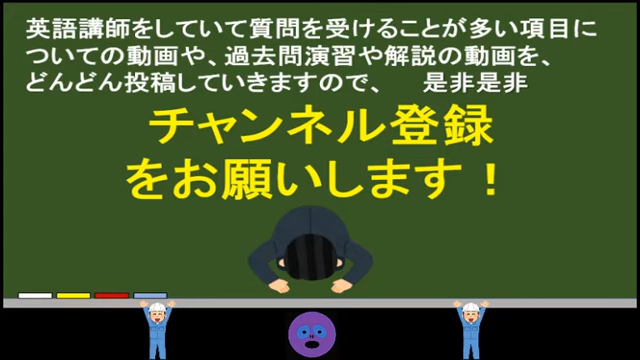 英語講師をしていて質問を受けることが多い項目に
ついての動画や、過去問演習や解説の動画を、
どんどん投稿していきますので、　是非是非
チャンネル登録
をお願いします！